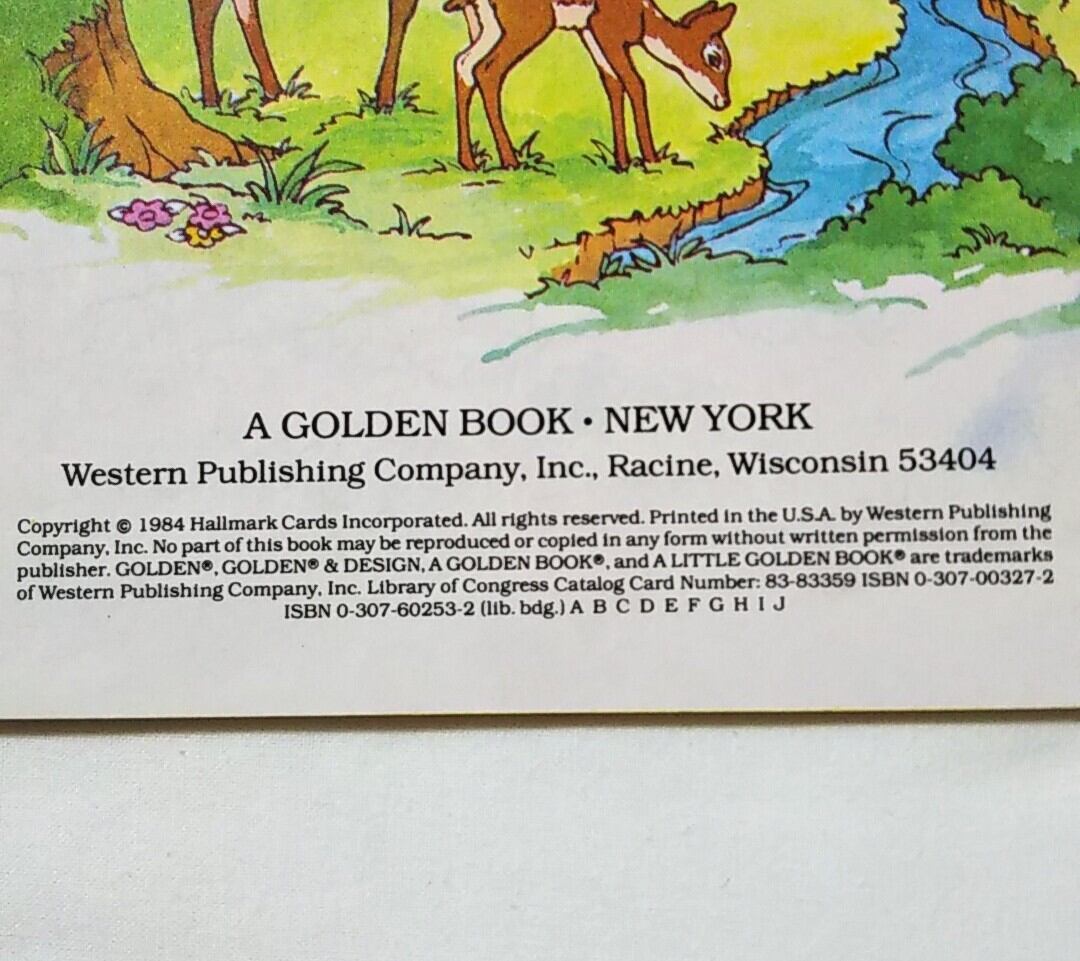 A GOLDEN BOOK • NEW YORK
Western Publishing Company, Inc., Racine, Wisconsin 53404
Copyright © 1984 Hallmark Cards Incorporated. All rights reserved. Printed in the U.S.A. by Western Publishing
Company, Inc. No part of this book may be reproduced or copied in any form without written permission from the
publisher. GOLDEN®, GOLDEN® & DESIGN, A GOLDEN BOOK®, and A LITTLE GOLDEN BOOK® are trademarks
of Western Publishing Company, Inc. Library of Congress Catalog Card Number: 83-83359 ISBN 0-307-00327-2
ISBN 0-307-60253-2 (lib. bdg.) A B C D E F G H I J